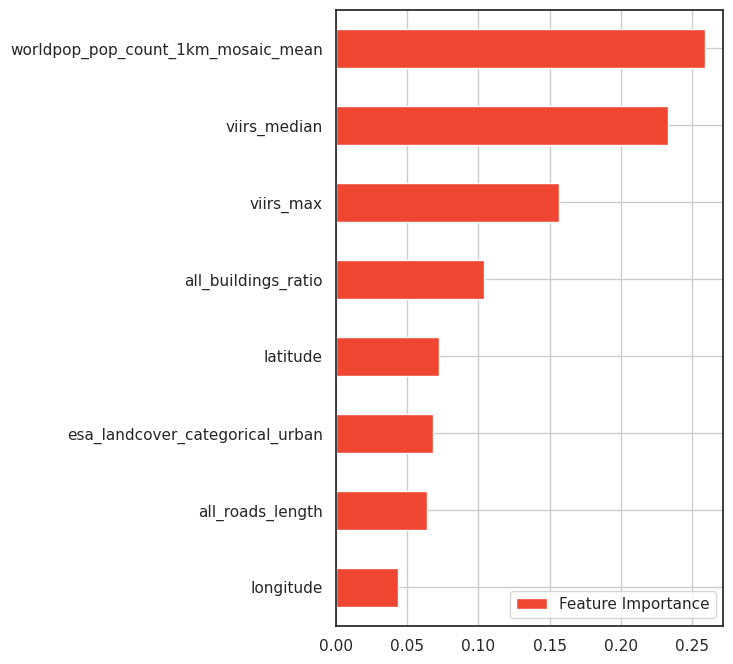 worldpop_pop_count_1km_mosaic_mean
viirs_median
viirs_max
all_buildings_ratio
latitude
esa_landcover_categorical_urban
all_roads_length
longitude
Feature Importance
0.00 0.05 0.10 0.15 0.20 0.25